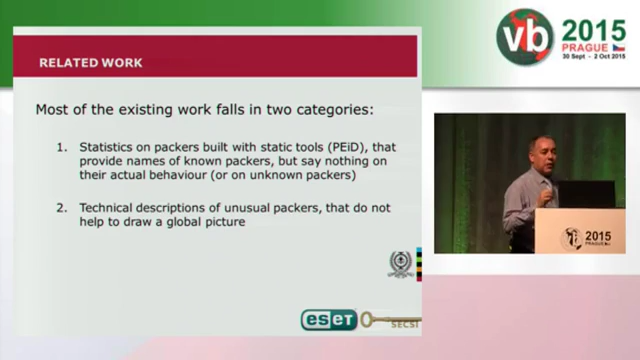 RELATED WORK
Most of the existing work falls in two categories:
1. Statistics on packers built with static tools (PEiD), that
provide names of known packers, but say nothing on
their actual behaviour (or on unknown packers)
2. Technical descriptions of unusual packers, that do not
help to draw a global picture
eseT
SECSI
vb
2015
PRAGUE
30 Sept - 2 Oct 2015
2015
PRAGUE